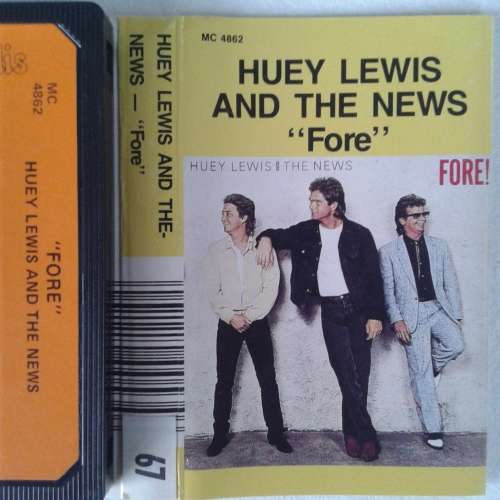 MC
4862
"FORE"
HUEY LEWIS AND THE NEWS
HUEY LEWIS AND THE-
NEWS — "Fore"
67
MC 4862
HUEY LEWIS
AND THE NEWS
"Fore"
HUEY LEWIS THE NEWS
FORE!